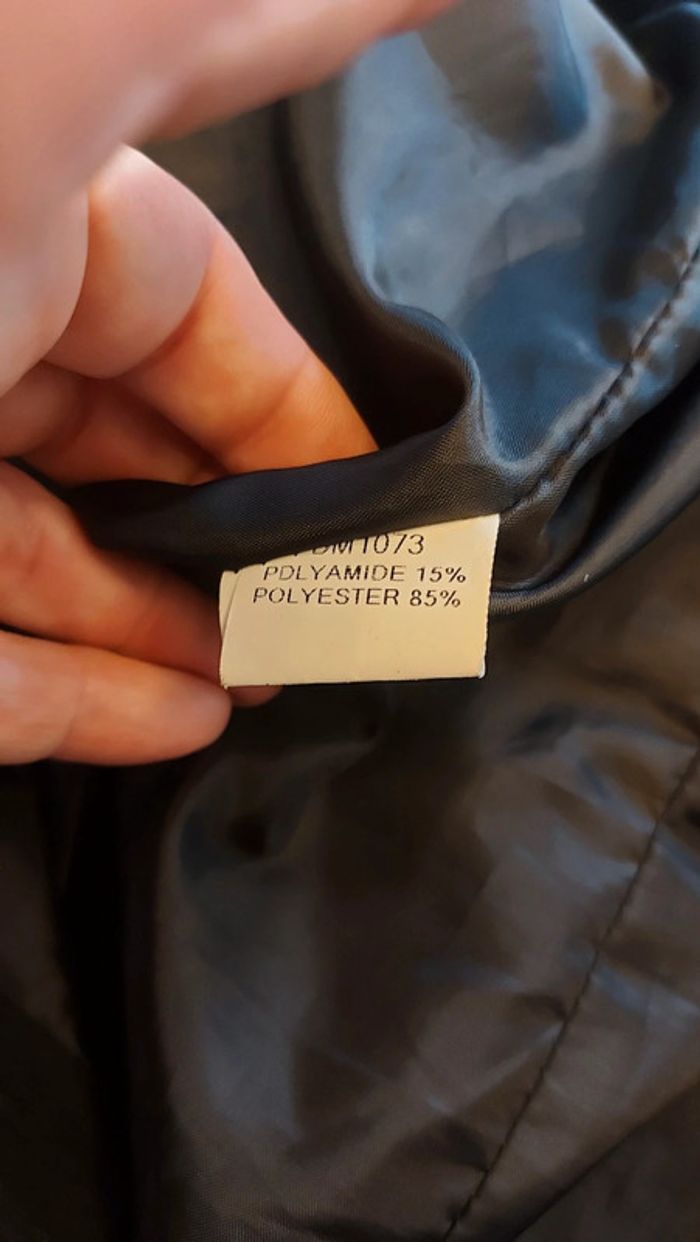 DM1073
PDLYAMIDE 15%
POLYESTER 85%